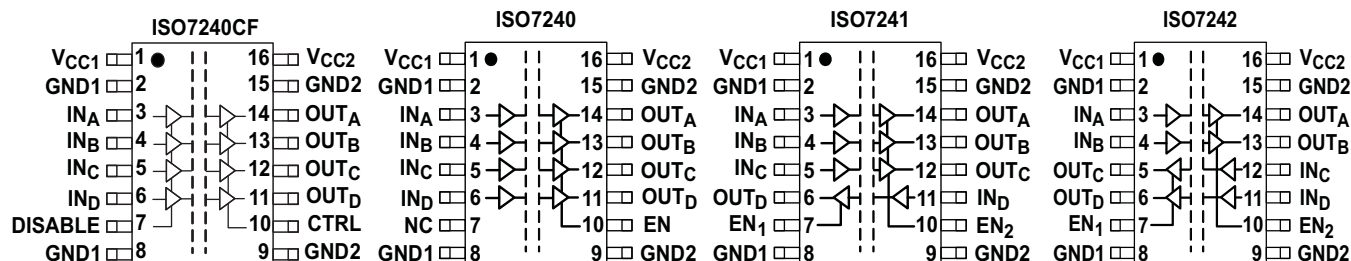 ISO7240CF
VCC1 1 16 VCC2
GND1 2 15 GND2
INA 3 14 OUTA
INB 4 13 OUTB
INC 5 12 OUTC
IND 6 11 OUTD
DISABLE 7 10 CTRL
GND1 8 9 GND2
ISO7240
VCC1 1 16 VCC2
GND1 2 15 GND2
INA 3 14 OUTA
INB 4 13 OUTB
INC 5 12 OUTC
IND 6 11 OUTD
NC 7 10 EN
GND1 8 9 GND2
ISO7241
VCC1 1 16 VCC2
GND1 2 15 GND2
INA 3 14 OUTA
INB 4 13 OUTB
INC 5 12 OUTC
OUTD 6 11 IND
EN1 7 10 EN2
GND1 8 9 GND2
ISO7242
VCC1 1 16 VCC2
GND1 2 15 GND2
INA 3 14 OUTA
INB 4 13 OUTB
OUTC 5 12 INC
OUTD 6 11 IND
EN1 7 10 EN2
GND1 8 9 GND2